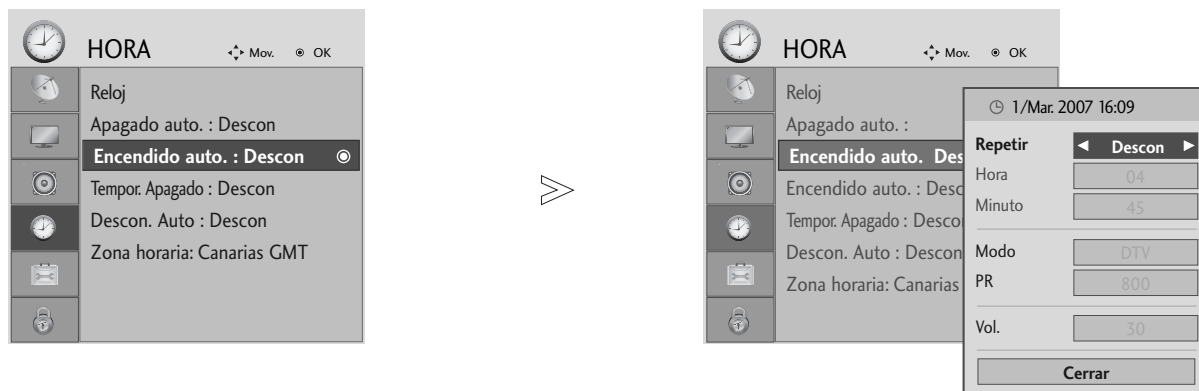 HORA Mov. OK
Reloj
Apagado auto. : Descon
Encendido auto. : Descon
Tempor. Apagado : Descon
Descon. Auto : Descon
Zona horaria: Canarias GMT
HORA Mov. OK
Reloj
Apagado auto. :
Encendido auto. Des
Encendido auto. : Desc
Tempor. Apagado : Descon
Descon. Auto : Descon
Zona horaria: Canarias
1/Mar. 2007 16:09
Repetir Descon
Hora 04
Minuto 45
Modo DTV
PR 800
Vol. 30
Cerrar